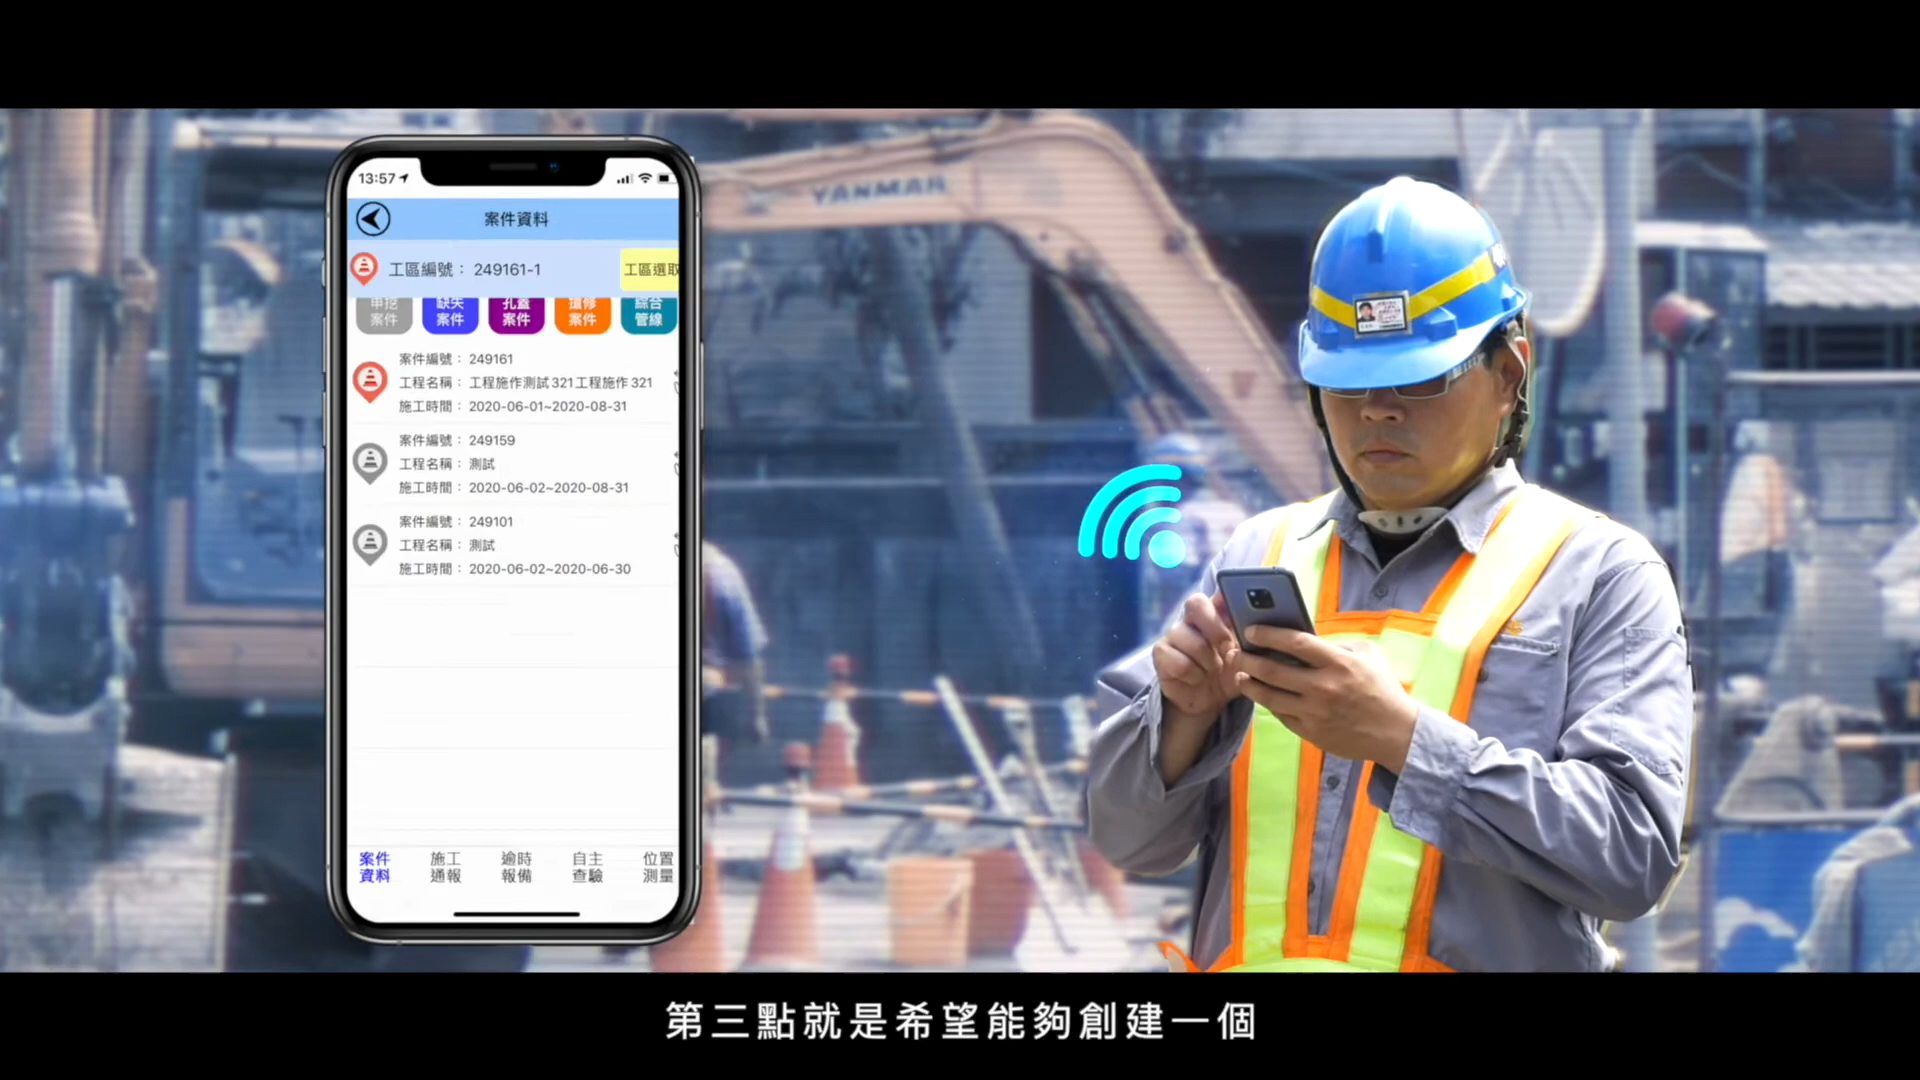 13:57
案件資料
工區編號： 249161-1
工區選取
申挖
案件
缺失
案件
孔蓋
案件
搶修
案件
綜合
管線
案件編號： 249161
工程名稱： 工程施作測試321工程施作321
施工時間： 2020-06-01~2020-08-31
案件編號： 249159
工程名稱： 測試
施工時間： 2020-06-02~2020-08-31
案件編號： 249101
工程名稱： 測試
施工時間： 2020-06-02~2020-06-30
案件
資料
施工
通報
逾時
報備
自主
查驗
位置
測量
YANMAR
第三點就是希望能夠創建一個